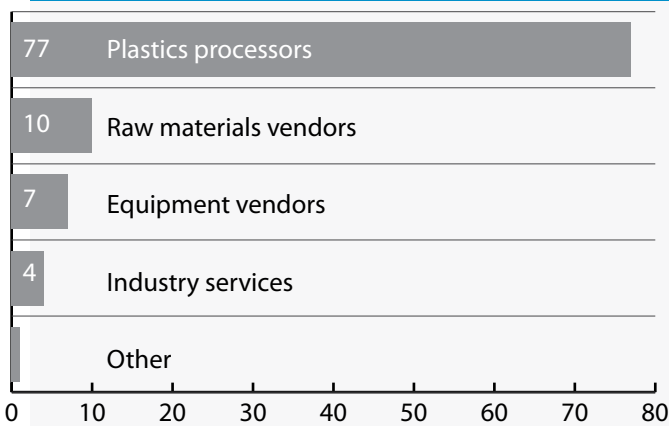 77 Plastics processors
10 Raw materials vendors
7 Equipment vendors
4 Industry services
Other
0 10 20 30 40 50 60 70 80